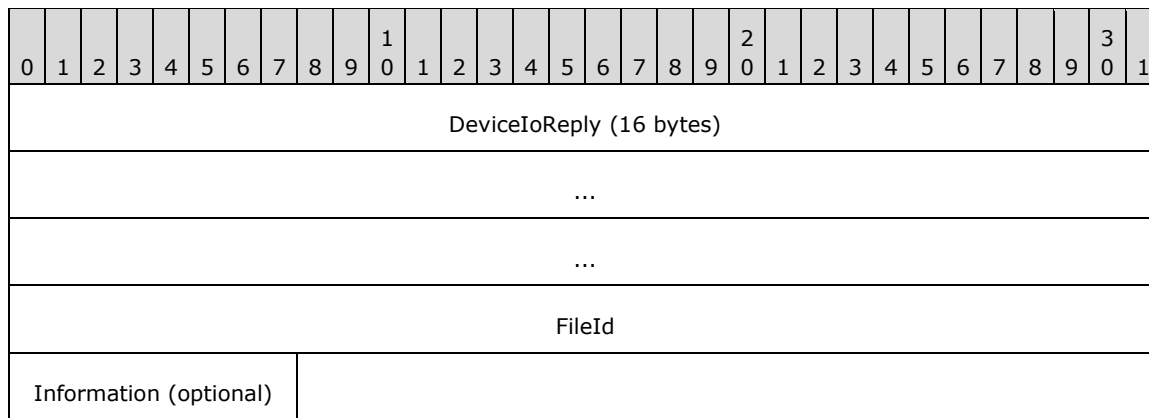 1 2 3
0 1 2 3 4 5 6 7 8 9 0 1 2 3 4 5 6 7 8 9 0 1 2 3 4 5 6 7 8 9 0 1
DeviceIoReply (16 bytes)
...
...
FileId
Information (optional)